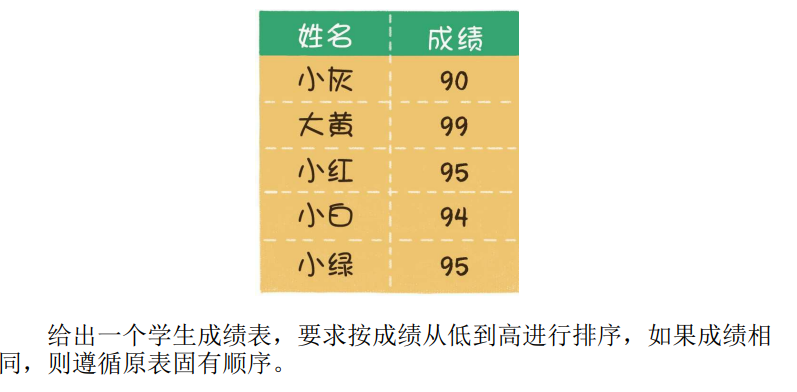 姓名 成绩
小灰 90
大黄 99
小红 95
小白 94
小绿 95
给出一个学生成绩表，要求按成绩从低到高进行排序，如果成绩相
同，则遵循原表固有顺序。